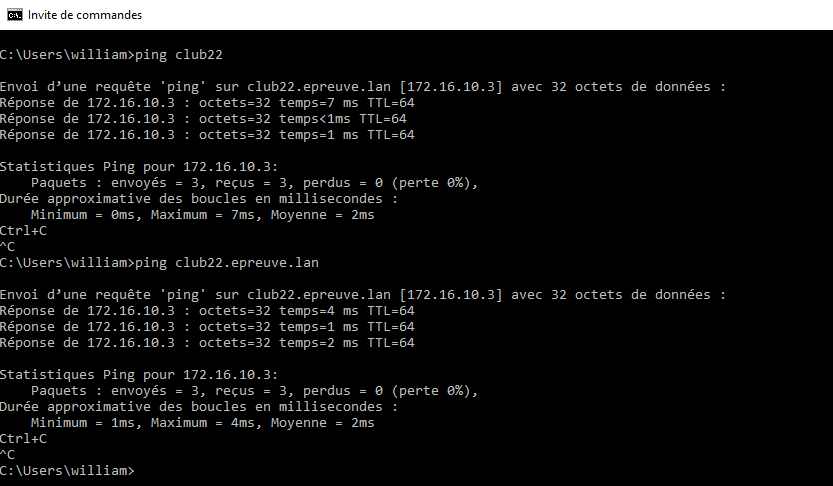 Invite de commandes
C:\Users\william>ping club22
Envoi d’une requête 'ping' sur club22.epreuve.lan [172.16.10.3] avec 32 octets de données :
Réponse de 172.16.10.3 : octets=32 temps=7 ms TTL=64
Réponse de 172.16.10.3 : octets=32 temps<1ms TTL=64
Réponse de 172.16.10.3 : octets=32 temps=1 ms TTL=64
Statistiques Ping pour 172.16.10.3:
    Paquets : envoyés = 3, reçus = 3, perdus = 0 (perte 0%),
Durée approximative des boucles en millisecondes :
    Minimum = 0ms, Maximum = 7ms, Moyenne = 2ms
Ctrl+C
^C
C:\Users\william>ping club22.epreuve.lan
Envoi d’une requête 'ping' sur club22.epreuve.lan [172.16.10.3] avec 32 octets de données :
Réponse de 172.16.10.3 : octets=32 temps=4 ms TTL=64
Réponse de 172.16.10.3 : octets=32 temps=1 ms TTL=64
Réponse de 172.16.10.3 : octets=32 temps=2 ms TTL=64
Statistiques Ping pour 172.16.10.3:
    Paquets : envoyés = 3, reçus = 3, perdus = 0 (perte 0%),
Durée approximative des boucles en millisecondes :
    Minimum = 1ms, Maximum = 4ms, Moyenne = 2ms
Ctrl+C
^C
C:\Users\william>